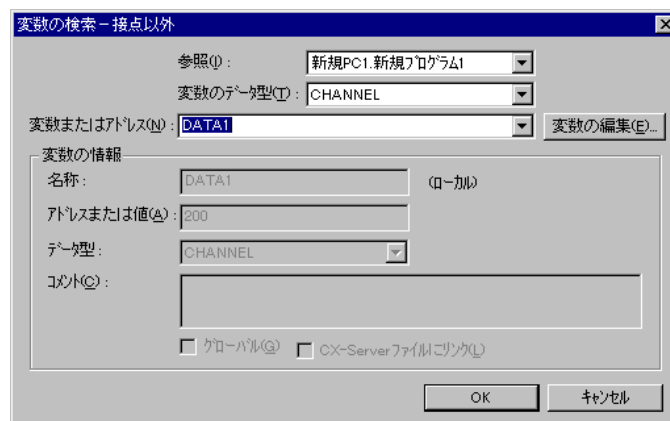 変数の検索－接点以外
参照(I)： 新規PC1.新規ﾌﾟﾛｸﾞﾗﾑ1
変数のﾃﾞｰﾀ型(T)： CHANNEL
変数またはｱﾄﾞﾚｽ(N)： DATA1 変数の編集(E)...
変数の情報
名称： DATA1 (ﾛｰｶﾙ)
ｱﾄﾞﾚｽまたは値(A)： 200
ﾃﾞｰﾀ型： CHANNEL
ｺﾒﾝﾄ(C)：
ｸﾞﾛｰﾊﾞﾙ(G) CX-Serverﾌｧｲﾙにﾘﾝｸ(L)
OK ｷｬﾝｾﾙ